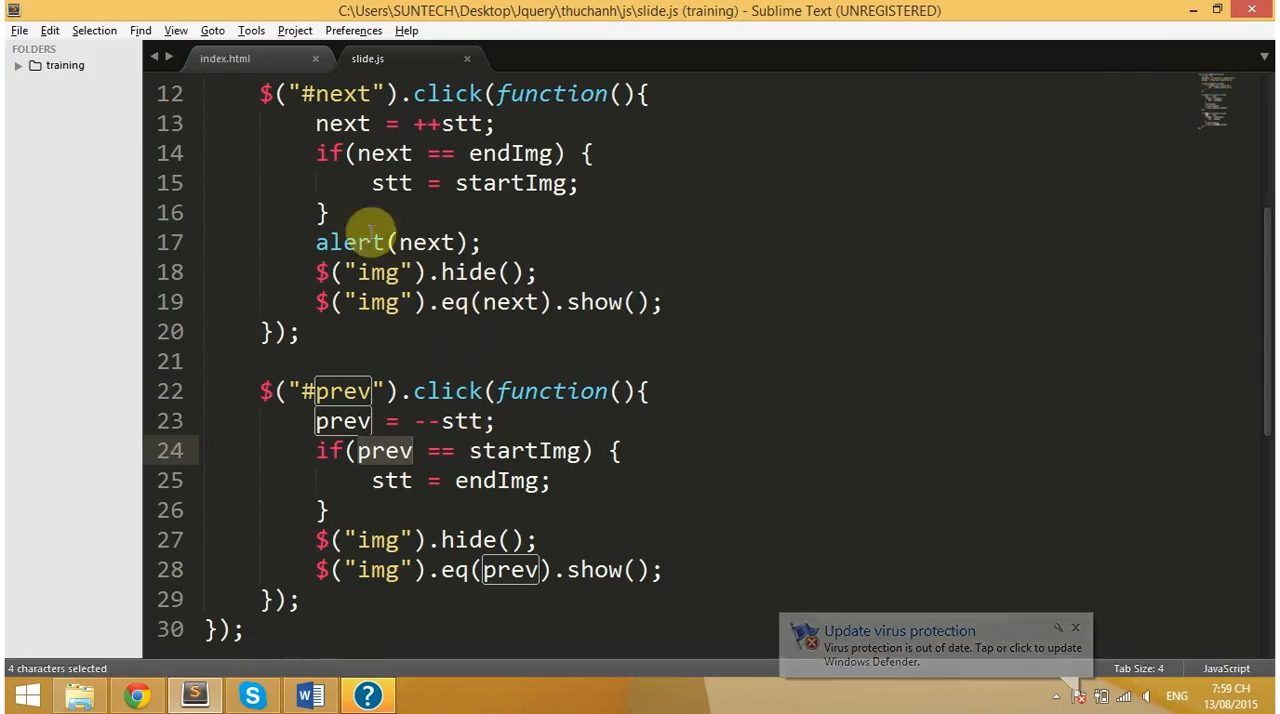 C:\Users\SUNTECH\Desktop\Jquery\thuchanh\js\slide.js (training) - Sublime Text (UNREGISTERED)
File Edit Selection Find View Goto Tools Project Preferences Help
FOLDERS
training
index.html
slide.js
12 $("#next").click(function(){
13 next = ++stt;
14 if(next == endImg) {
15 stt = startImg;
16 }
17 alert(next);
18 $("img").hide();
19 $("img").eq(next).show();
20 });
21
22 $("#prev").click(function(){
23 prev = --stt;
24 if(prev == startImg) {
25 stt = endImg;
26 }
27 $("img").hide();
28 $("img").eq(prev).show();
29 });
30 });
Update virus protection
Virus protection is out of date. Tap or click to update
Windows Defender.
4 characters selected
Tab Size: 4
JavaScript
ENG
7:59 CH
13/08/2015